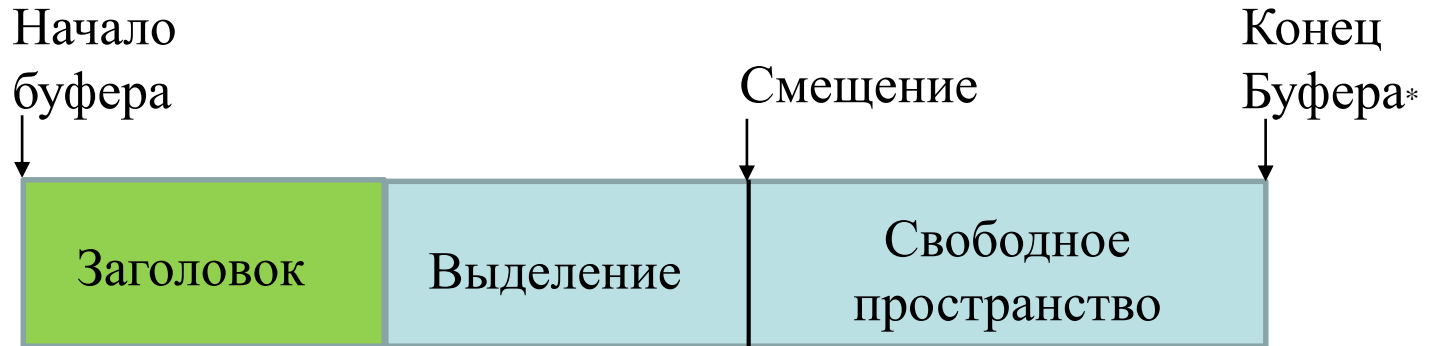 Начало
буфера
Смещение
Конец
Буфера*
Заголовок
Выделение
Свободное
пространство